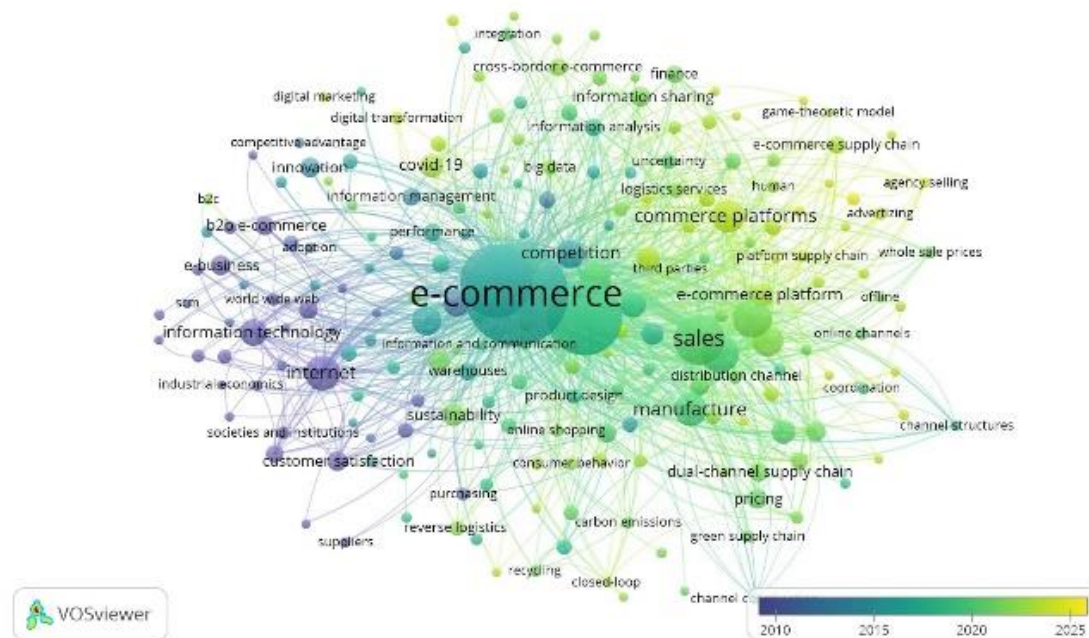 integration
cross-border e-commerce
finance
digital marketing
information sharing
game-theoretic model
digital transformation
information analysis
competitive advantage
e-commerce supply chain
innovation
covid-19
big data
uncertainty
information management
logistics services
human
agency selling
b2c
commerce platforms
advertizing
b2c e-commerce
performance
adoption
competition
platform supply chain
whole sale prices
e-business
third parties
e-commerce
e-commerce platform
offline
scm
world wide web
information technology
sales
online channels
information and communication
internet
warehouses
distribution channel
industrial economics
product design
coordination
sustainability
manufacture
societies and institutions
online shopping
channel structures
customer satisfaction
consumer behavior
dual-channel supply chain
purchasing
pricing
reverse logistics
carbon emissions
suppliers
green supply chain
recycling
closed-loop
channel
VOSviewer
2010 2015 2020 2025